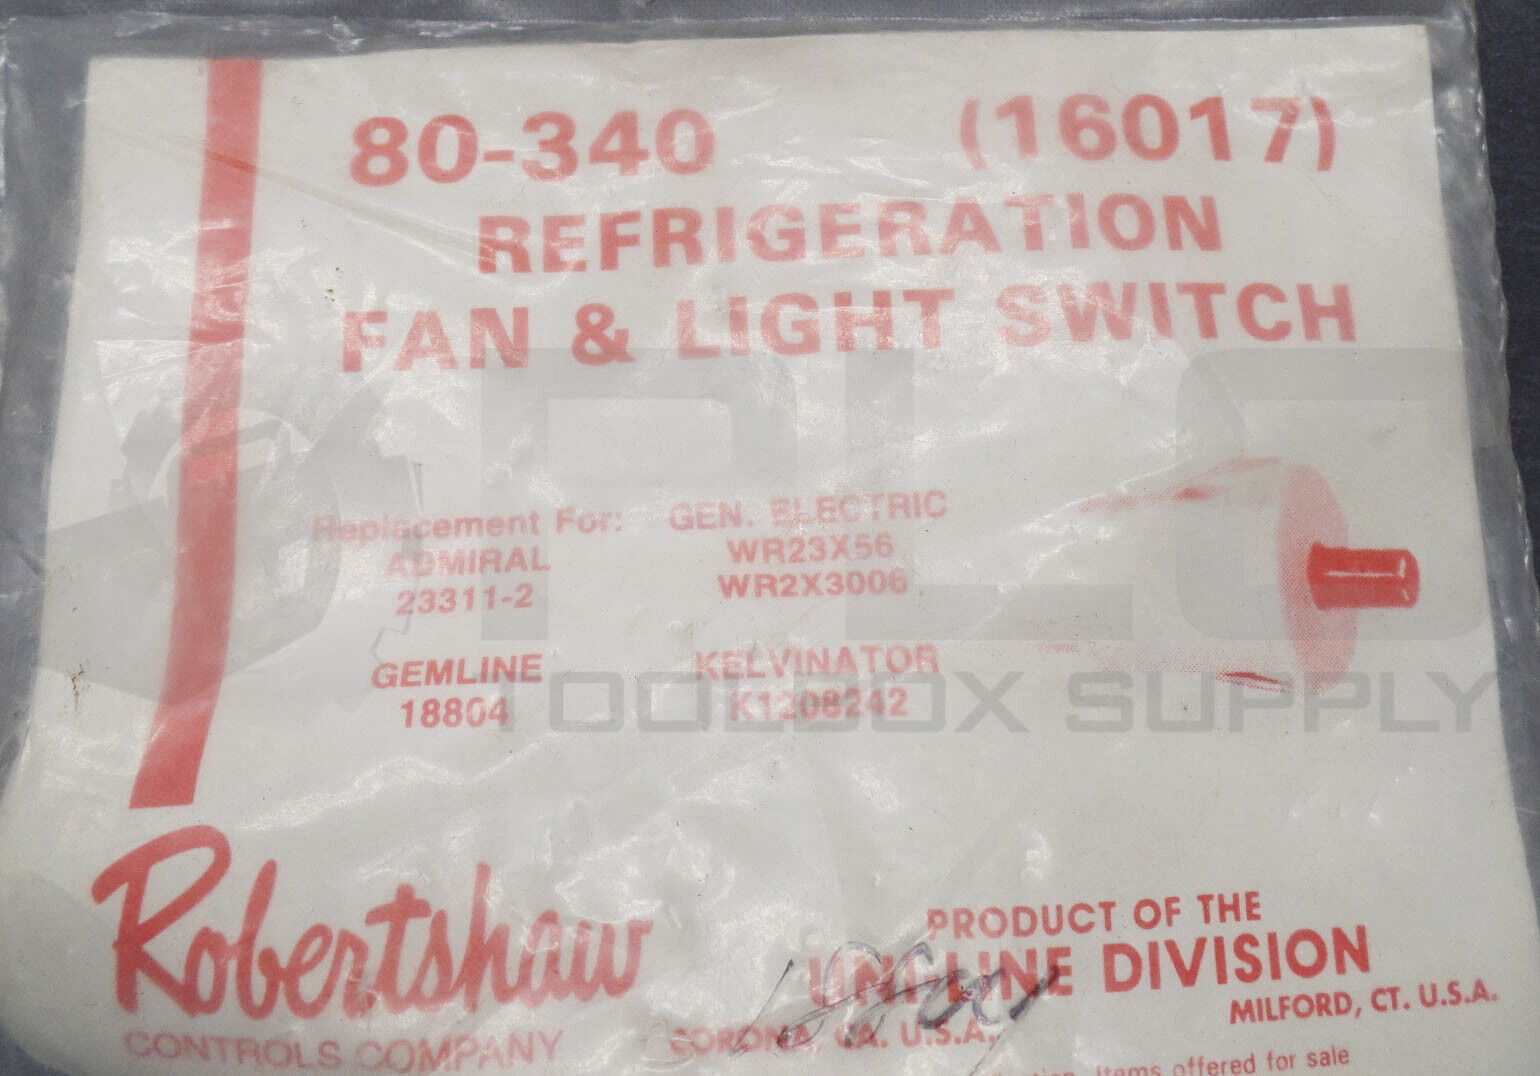 80-340 (16017)
REFRIGERATION
FAN & LIGHT SWITCH
Replacement For:
ADMIRAL
23311-2
GEN. ELECTRIC
WR23X56
WR2X3006
GEMLINE
18804
KELVINATOR
K1208242
PLC
TOOLBOX SUPPLY
Robertshaw
CONTROLS COMPANY
PRODUCT OF THE
UNI-LINE DIVISION
MILFORD, CT. U.S.A.
CORONA, CA. U.S.A.
Items offered for sale